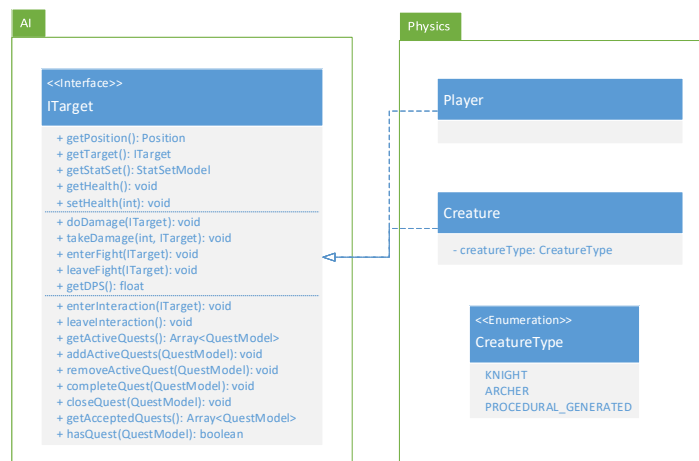 AI
<<Interface>>
ITarget
+ getPosition(): Position
+ getTarget(): ITarget
+ getStatSet(): StatSetModel
+ getHealth(): void
+ setHealth(int): void
+ doDamage(ITarget): void
+ takeDamage(int, ITarget): void
+ enterFight(ITarget): void
+ leaveFight(ITarget): void
+ getDPS(): float
+ enterInteraction(ITarget): void
+ leaveInteraction(): void
+ getActiveQuests(): Array<QuestModel>
+ addActiveQuests(QuestModel): void
+ removeActiveQuest(QuestModel): void
+ completeQuest(QuestModel): void
+ closeQuest(QuestModel): void
+ getAcceptedQuests(): Array<QuestModel>
+ hasQuest(QuestModel): boolean
Physics
Player
Creature
- creatureType: CreatureType
<<Enumeration>>
CreatureType
KNIGHT
ARCHER
PROCEDURAL_GENERATED